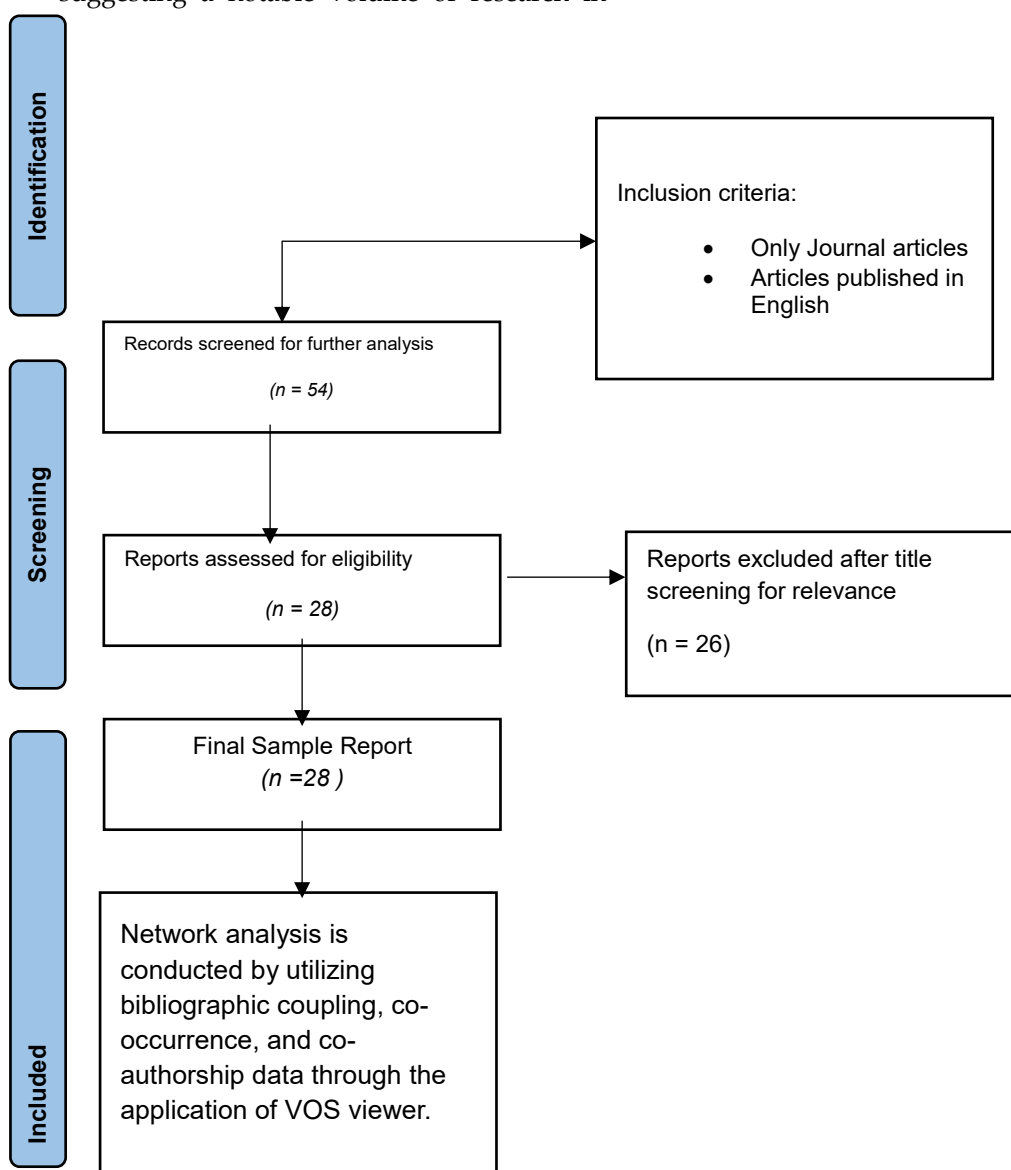 suggesting a notable volume of research in
Identification
Inclusion criteria:
• Only Journal articles
• Articles published in
English
Records screened for further analysis
(n = 54)
Screening
Reports assessed for eligibility
(n = 28)
Reports excluded after title
screening for relevance
(n = 26)
Included
Final Sample Report
(n =28 )
Network analysis is
conducted by utilizing
bibliographic coupling, co-
occurrence, and co-
authorship data through the
application of VOS viewer.